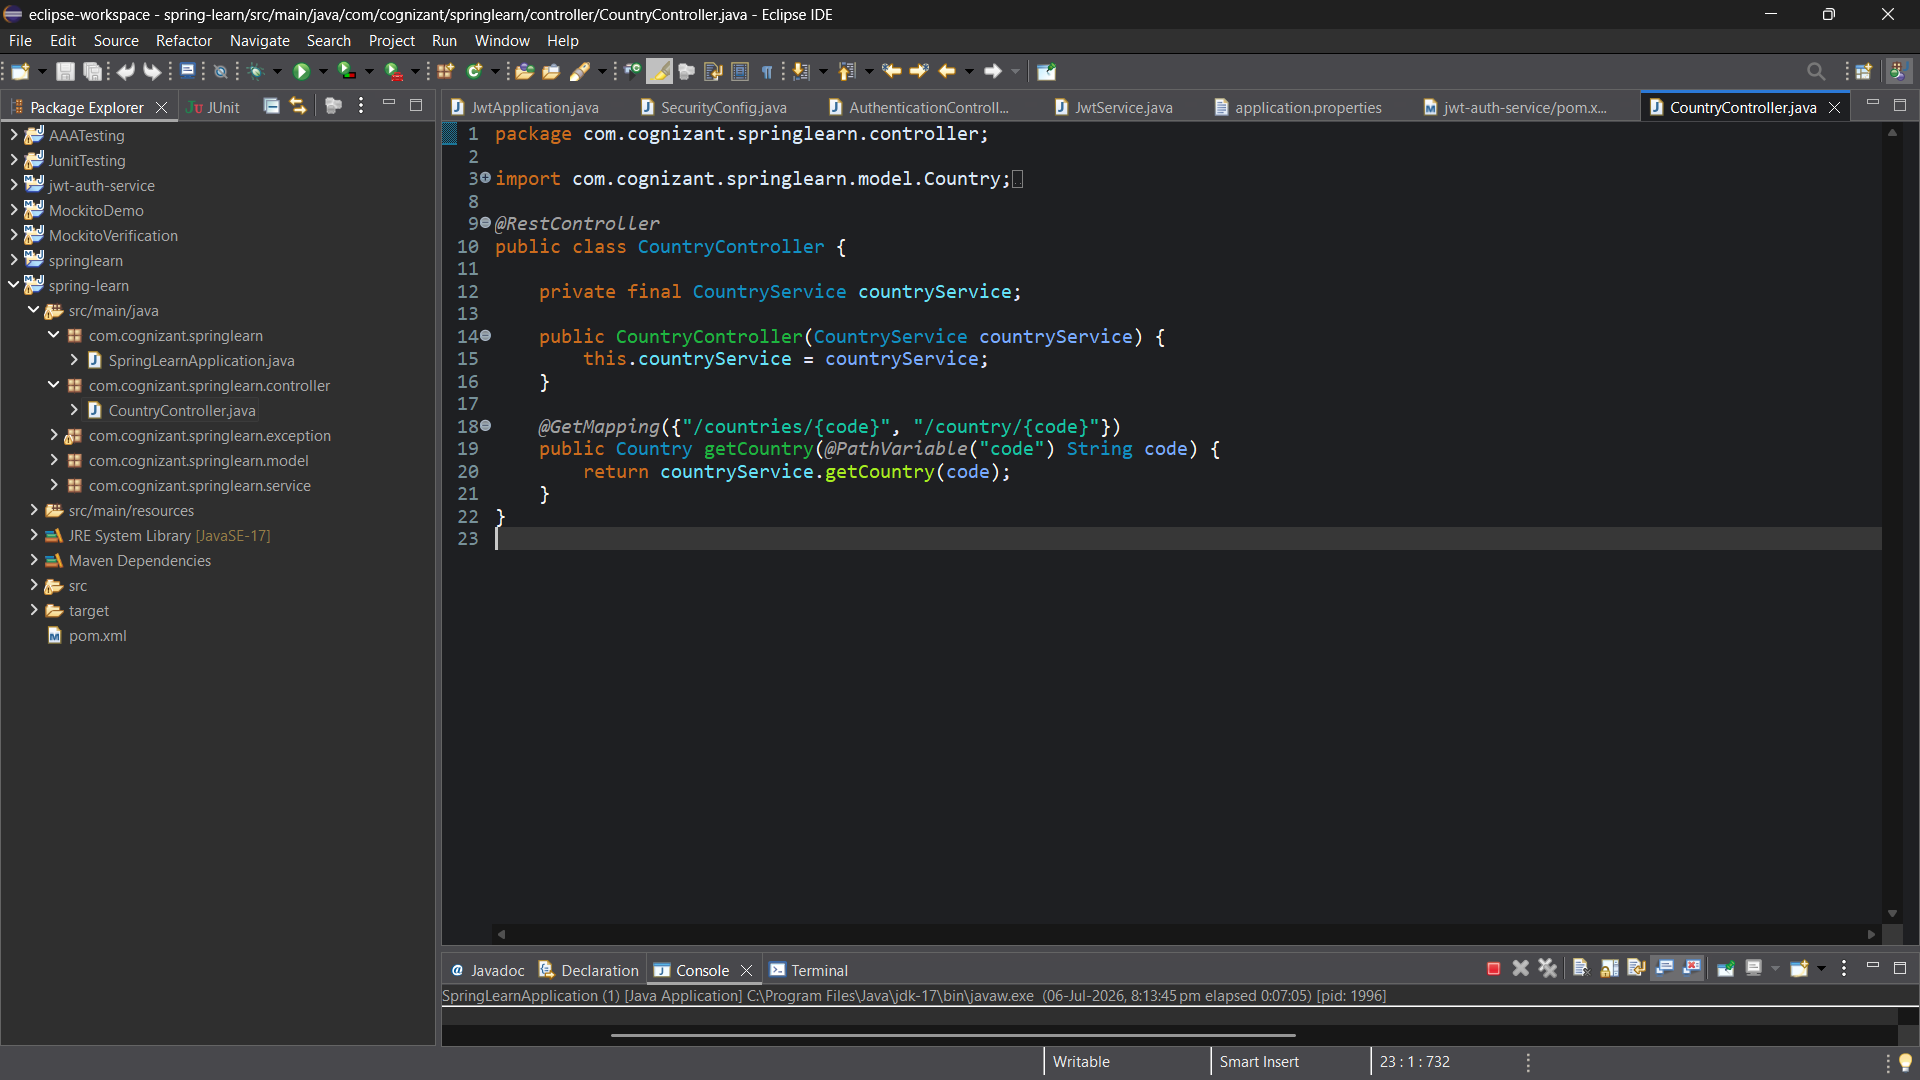 eclipse-workspace - spring-learn/src/main/java/com/cognizant/springlearn/controller/CountryController.java - Eclipse IDE
File Edit Source Refactor Navigate Search Project Run Window Help
Package Explorer JUnit
JwtApplication.java SecurityConfig.java AuthenticationControll... JwtService.java application.properties jwt-auth-service/pom.x... CountryController.java
AAATesting
JunitTesting
jwt-auth-service
MockitoDemo
MockitoVerification
springlearn
spring-learn
src/main/java
com.cognizant.springlearn
SpringLearnApplication.java
com.cognizant.springlearn.controller
CountryController.java
com.cognizant.springlearn.exception
com.cognizant.springlearn.model
com.cognizant.springlearn.service
src/main/resources
JRE System Library [JavaSE-17]
Maven Dependencies
src
target
pom.xml
1 package com.cognizant.springlearn.controller;
2
3 import com.cognizant.springlearn.model.Country;
8
9 @RestController
10 public class CountryController {
11
12     private final CountryService countryService;
13
14     public CountryController(CountryService countryService) {
15         this.countryService = countryService;
16     }
17
18     @GetMapping({"/countries/{code}", "/country/{code}"})
19     public Country getCountry(@PathVariable("code") String code) {
20         return countryService.getCountry(code);
21     }
22 }
23
@ Javadoc Declaration Console Terminal
SpringLearnApplication (1) [Java Application] C:\Program Files\Java\jdk-17\bin\javaw.exe (06-Jul-2026, 8:13:45 pm elapsed 0:07:05) [pid: 1996]
Writable Smart Insert 23 : 1 : 732